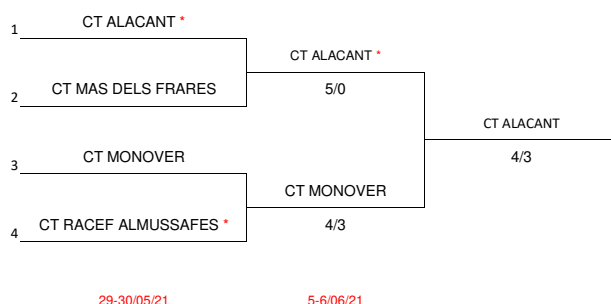 1 CT ALACANT *
CT ALACANT *
2 CT MAS DELS FRARES
5/0
CT ALACANT
4/3
3 CT MONOVER
CT MONOVER
4 CT RACEF ALMUSSAFES *
4/3
29-30/05/21
5-6/06/21